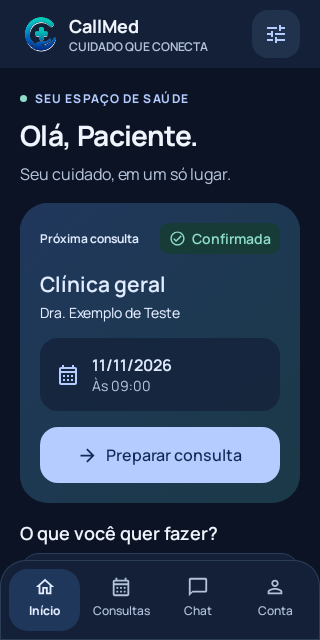 CallMed
CUIDADO QUE CONECTA
SEU ESPAÇO DE SAÚDE
Olá, Paciente.
Seu cuidado, em um só lugar.
Próxima consulta
Confirmada
Clínica geral
Dra. Exemplo de Teste
11/11/2026
Às 09:00
Preparar consulta
O que você quer fazer?
Início
Consultas
Chat
Conta